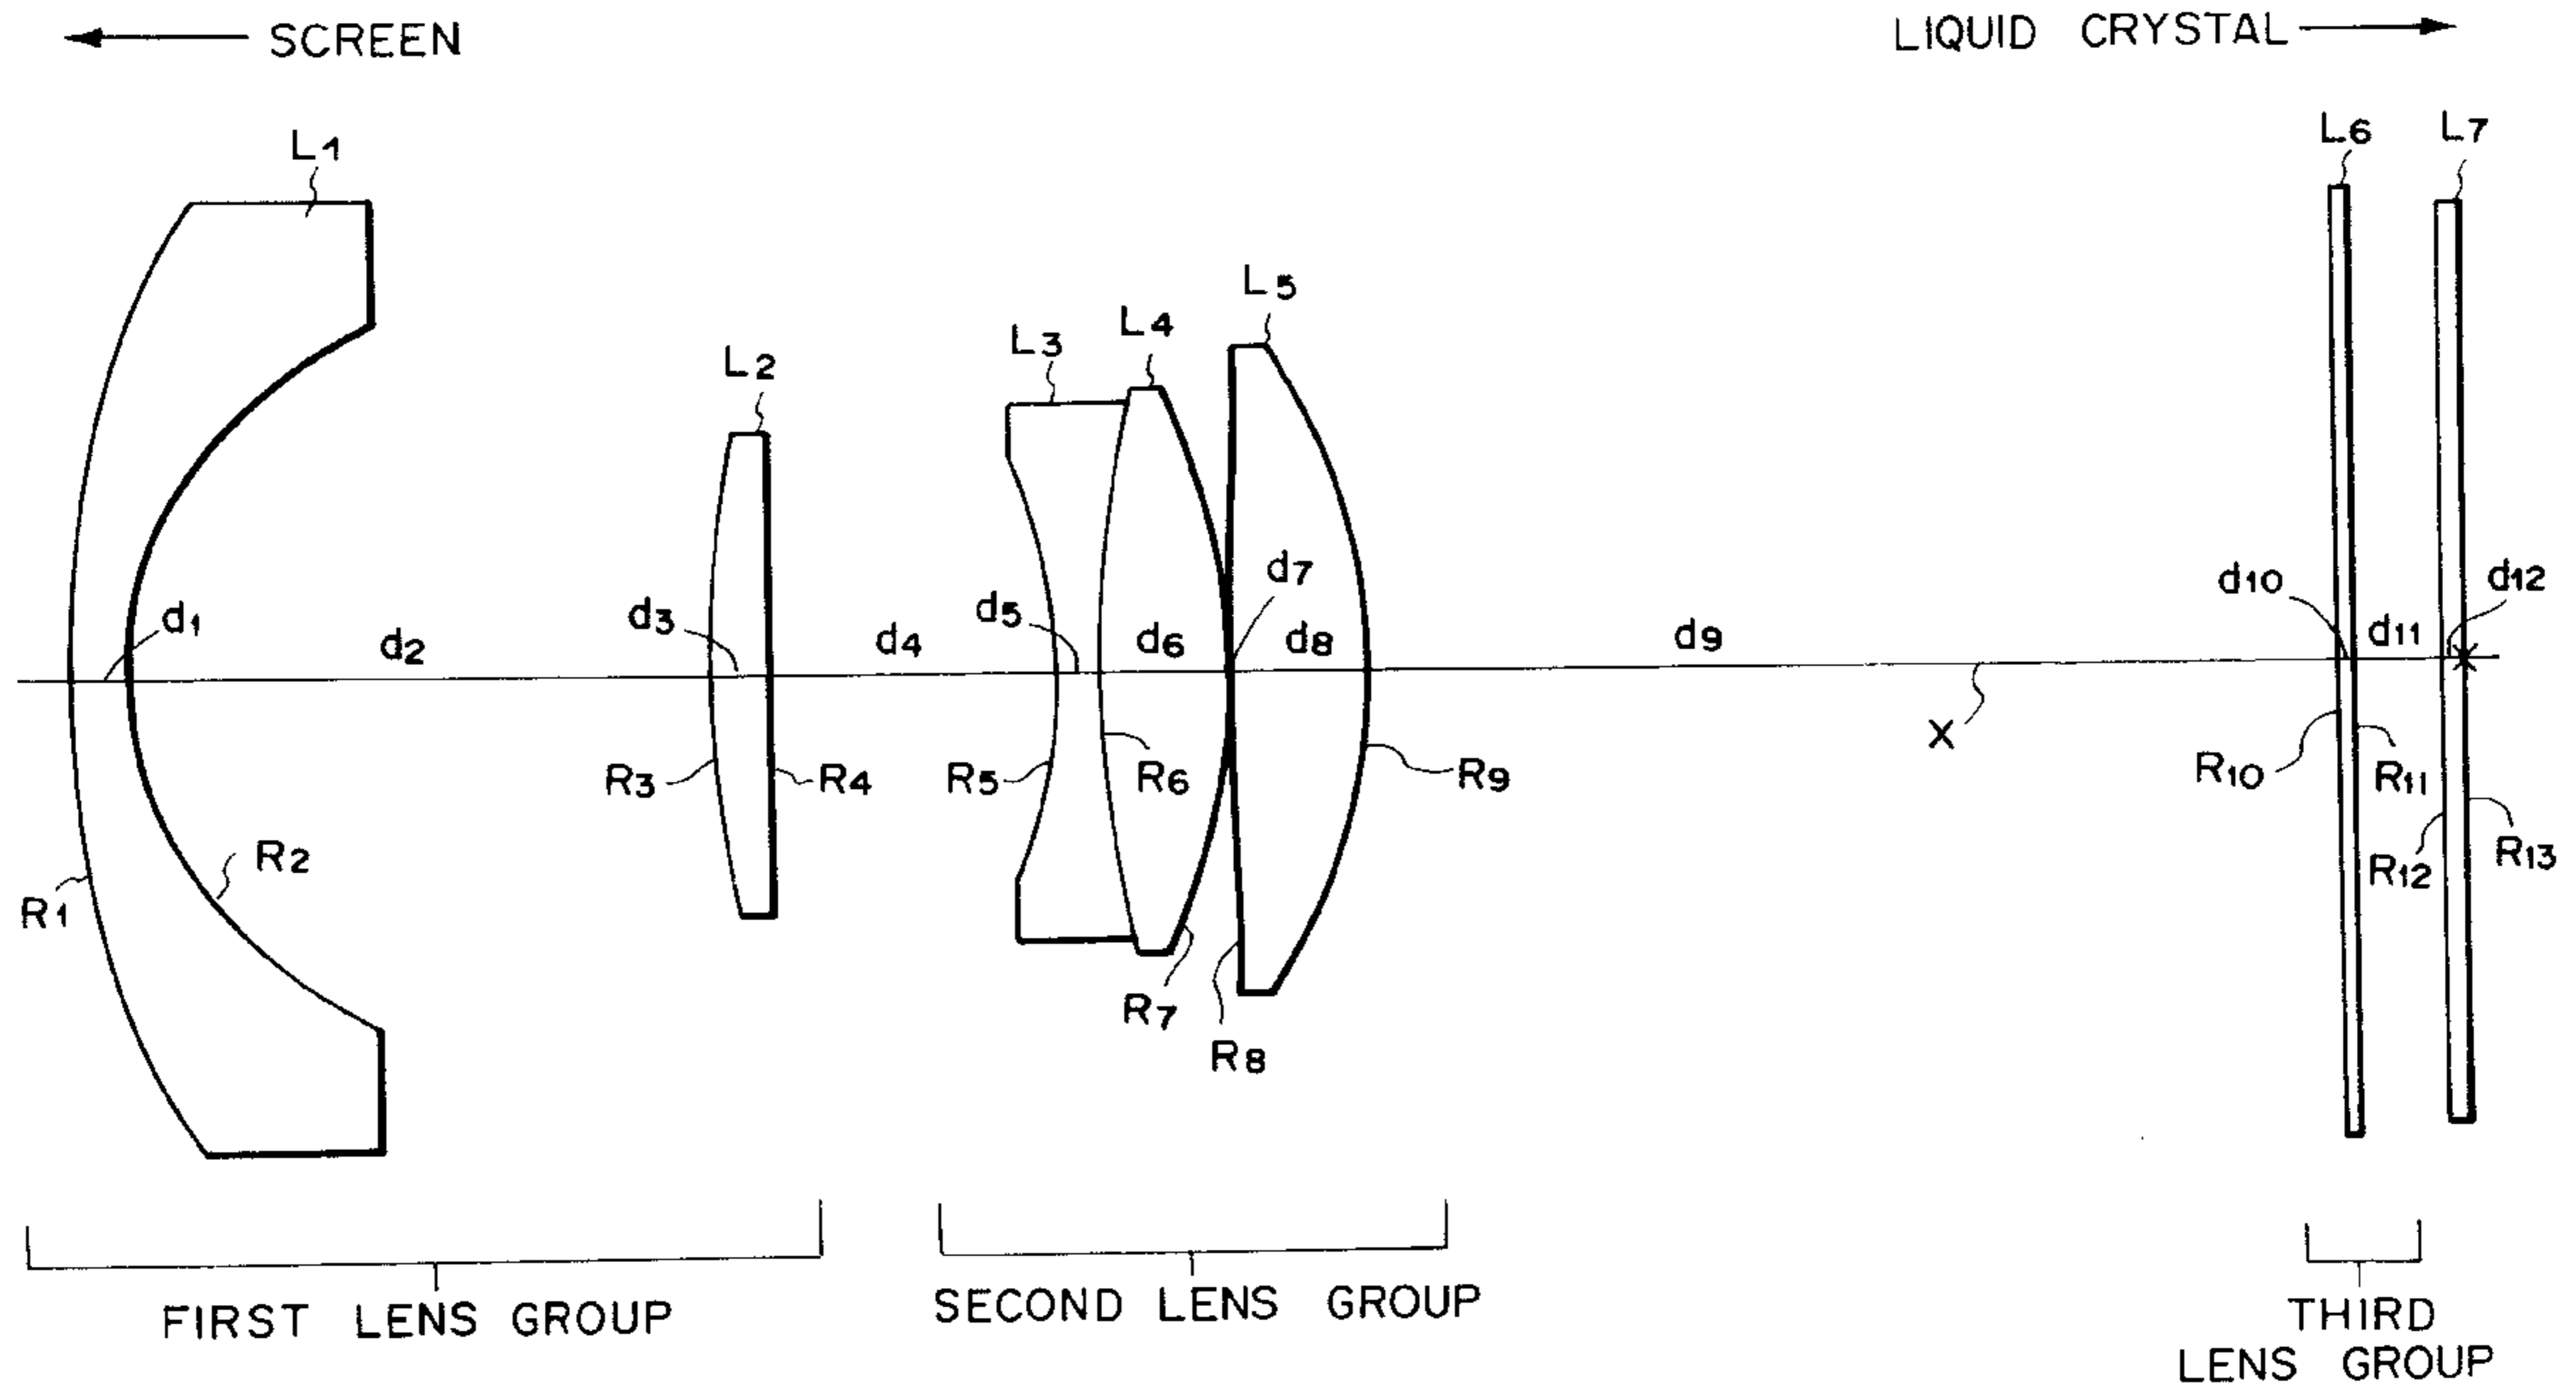 SCREEN
LIQUID CRYSTAL
L1
L6
L7
L5
L4
L3
L2
d1
d2
d3
d4
d5
d6
d7
d8
d9
d10
d11
d12
X
R3
R4
R5
R6
R9
R10
R11
R2
R1
R12
R13
R7
R8
FIRST LENS GROUP
SECOND LENS GROUP
THIRD
LENS GROUP